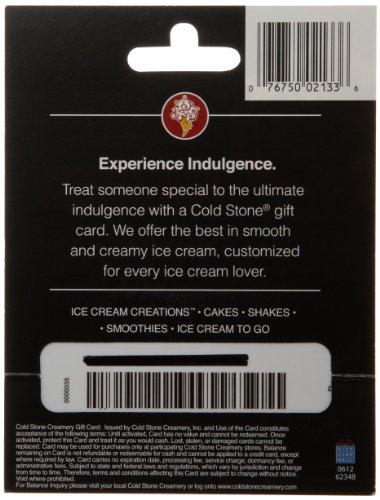 0 76750 02133 6
Experience Indulgence.
Treat someone special to the ultimate
indulgence with a Cold Stone® gift
card. We offer the best in smooth
and creamy ice cream, customized
for every ice cream lover.
ICE CREAM CREATIONS™ • CAKES • SHAKES •
• SMOOTHIES • ICE CREAM TO GO
0000036
Cold Stone Creamery Gift Card: Issued by Cold Stone Creamery, Inc. and Use of the Card constitutes
acceptance of the following terms: Until activated, Card has no value and cannot be redeemed. Once
activated, protect this Card and treat it as you would cash. Lost, stolen, or damaged cards cannot be
replaced. Card may be used for purchases only at participating Cold Stone Creamery stores. Balance
remaining on Card is not refundable or redeemable for cash and cannot be applied to a credit card, except
where required by law. Card carries no expiration date, processing fee, service charge, dormancy fee, or
administrative fees. Subject to state and federal laws and regulations, which vary by jurisdiction and change
from time to time. Therefore, terms and conditions affecting this Card are subject to change without notice.
Void where prohibited.
For Balance Inquiry please visit your local Cold Stone Creamery or visit www.coldstonecreamery.com
0612
62348